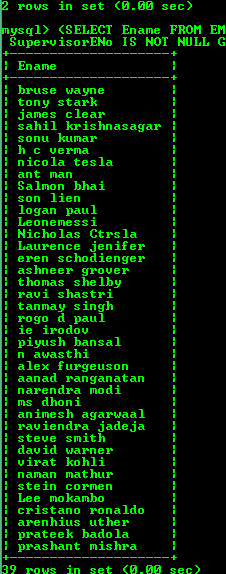 2 rows in set (0.00 sec)
mysql> (SELECT Ename FROM EM
SupervisorENo IS NOT NULL G
+--------------------+
| Ename              |
+--------------------+
| bruse wayne        |
| tony stark         |
| james clear        |
| sahil krishnasagar |
| sonu kumar         |
| h c verma          |
| nicola tesla       |
| ant man            |
| Salmon bhai        |
| son lien           |
| logan paul         |
| Leonemessi         |
| Nicholas Ctrsla    |
| Laurence jenifer   |
| eren schodienger   |
| ashneer grover     |
| thomas shelby      |
| ravi shastri       |
| tanmay singh       |
| rogo d paul        |
| ie irodov          |
| piyush bansal      |
| n awasthi          |
| alex furgeuson     |
| aanad ranganatan   |
| narendra modi      |
| ms dhoni           |
| animesh agarwaal   |
| raviendra jadeja   |
| steve smith        |
| david warner       |
| virat kohli        |
| naman mathur       |
| stein cormen       |
| Lee mokambo        |
| cristano ronaldo   |
| arenhius uther     |
| prateek badola     |
| prashant mishra    |
+--------------------+
39 rows in set (0.00 sec)